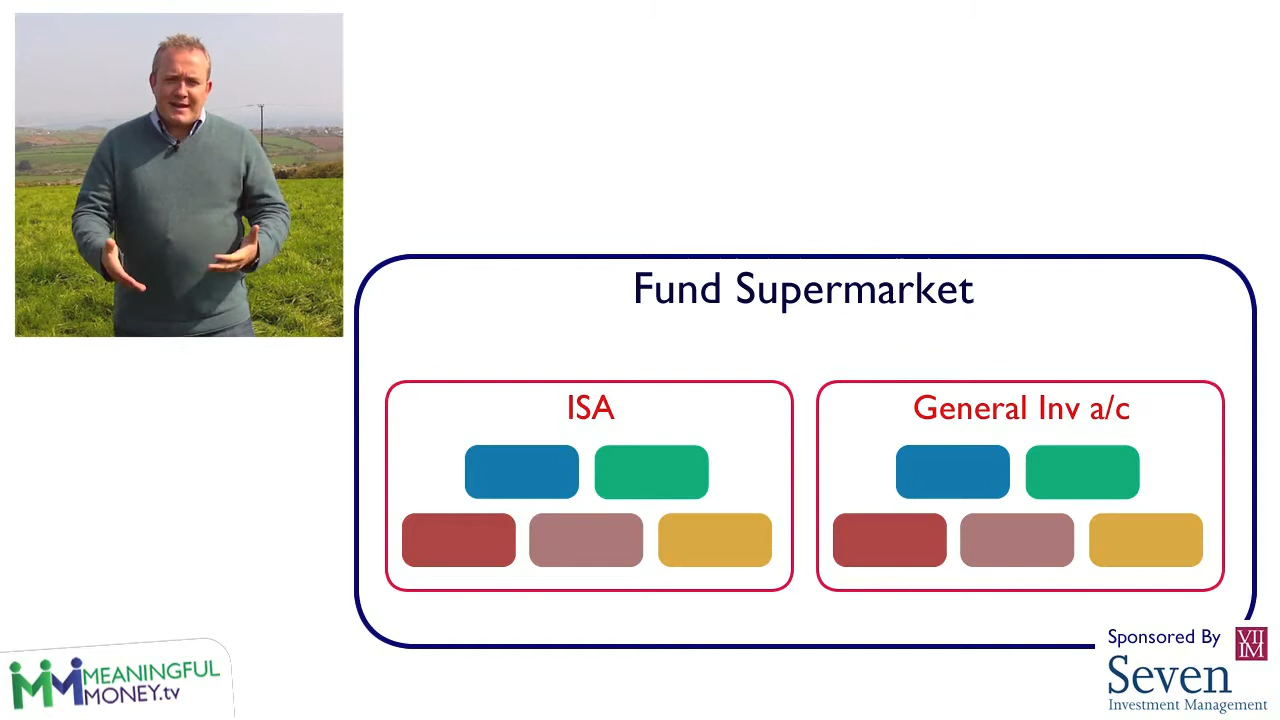 Fund Supermarket
ISA
General Inv a/c
Sponsored By
VII
IM
Seven
Investment Management
MEANINGFUL
MONEY.tv